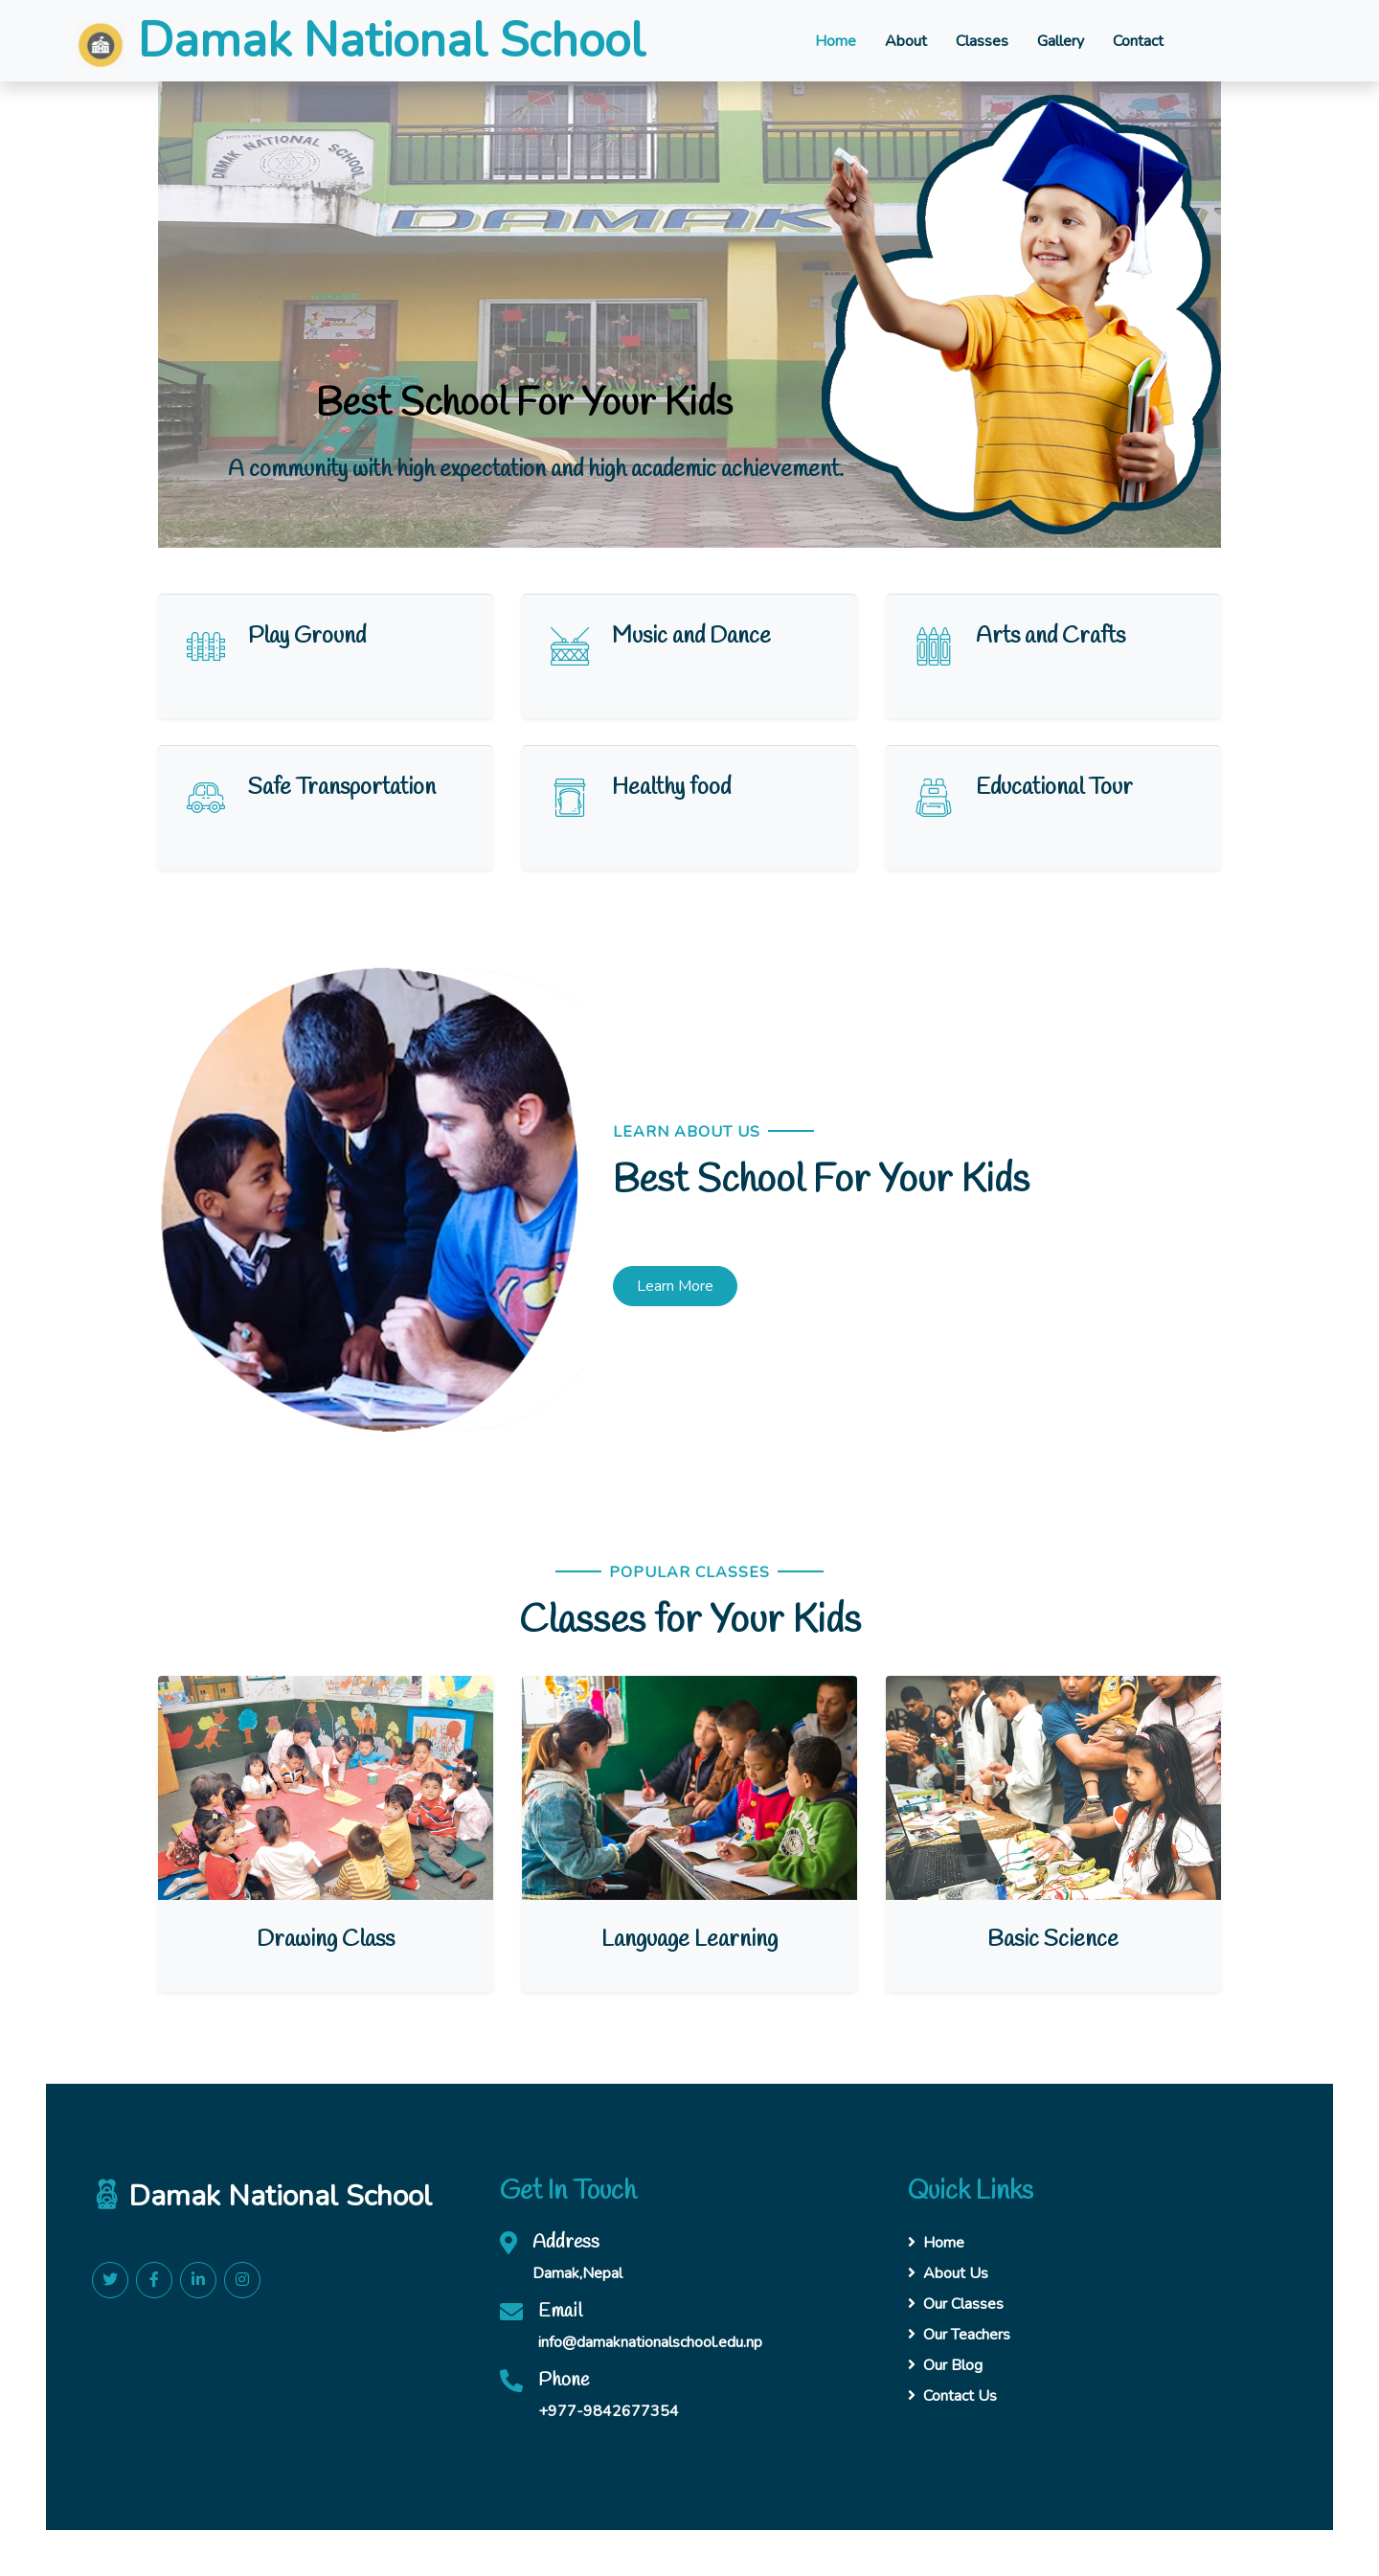 Damak National School
Home About Classes Gallery Contact
DAMAK NATIONAL SCHOOL
DAMAK
Best School For Your Kids
A community with high expectation and high academic achievement.
Play Ground
Music and Dance
Arts and Crafts
Safe Transportation
Healthy food
Educational Tour
LEARN ABOUT US
Best School For Your Kids
Learn More
POPULAR CLASSES
Classes for Your Kids
Drawing Class
Language Learning
Basic Science
Damak National School
Get In Touch
Address
Damak,Nepal
Email
info@damaknationalschool.edu.np
Phone
+977-9842677354
Quick Links
Home
About Us
Our Classes
Our Teachers
Our Blog
Contact Us